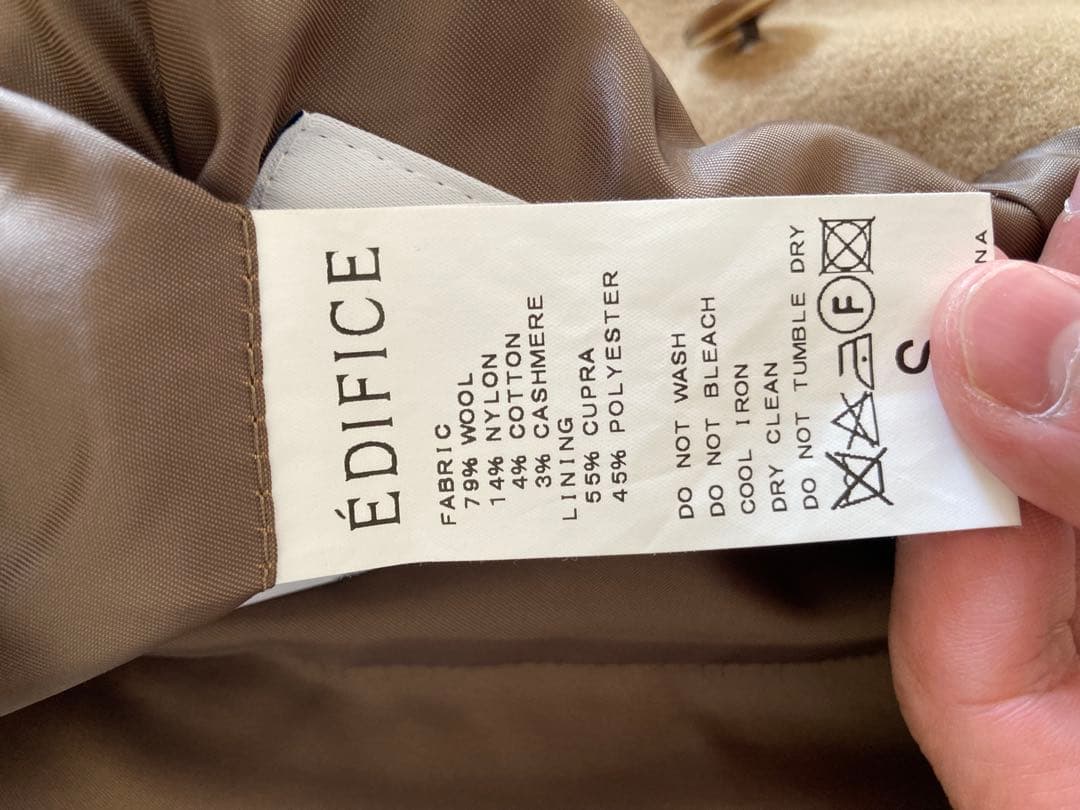 ÉDIFICE
FABRIC
79% WOOL
14% NYLON
4% COTTON
3% CASHMERE
LINING
55% CUPRA
45% POLYESTER
DO NOT WASH
DO NOT BLEACH
COOL IRON
DRY CLEAN
DO NOT TUMBLE DRY
F
S
NA